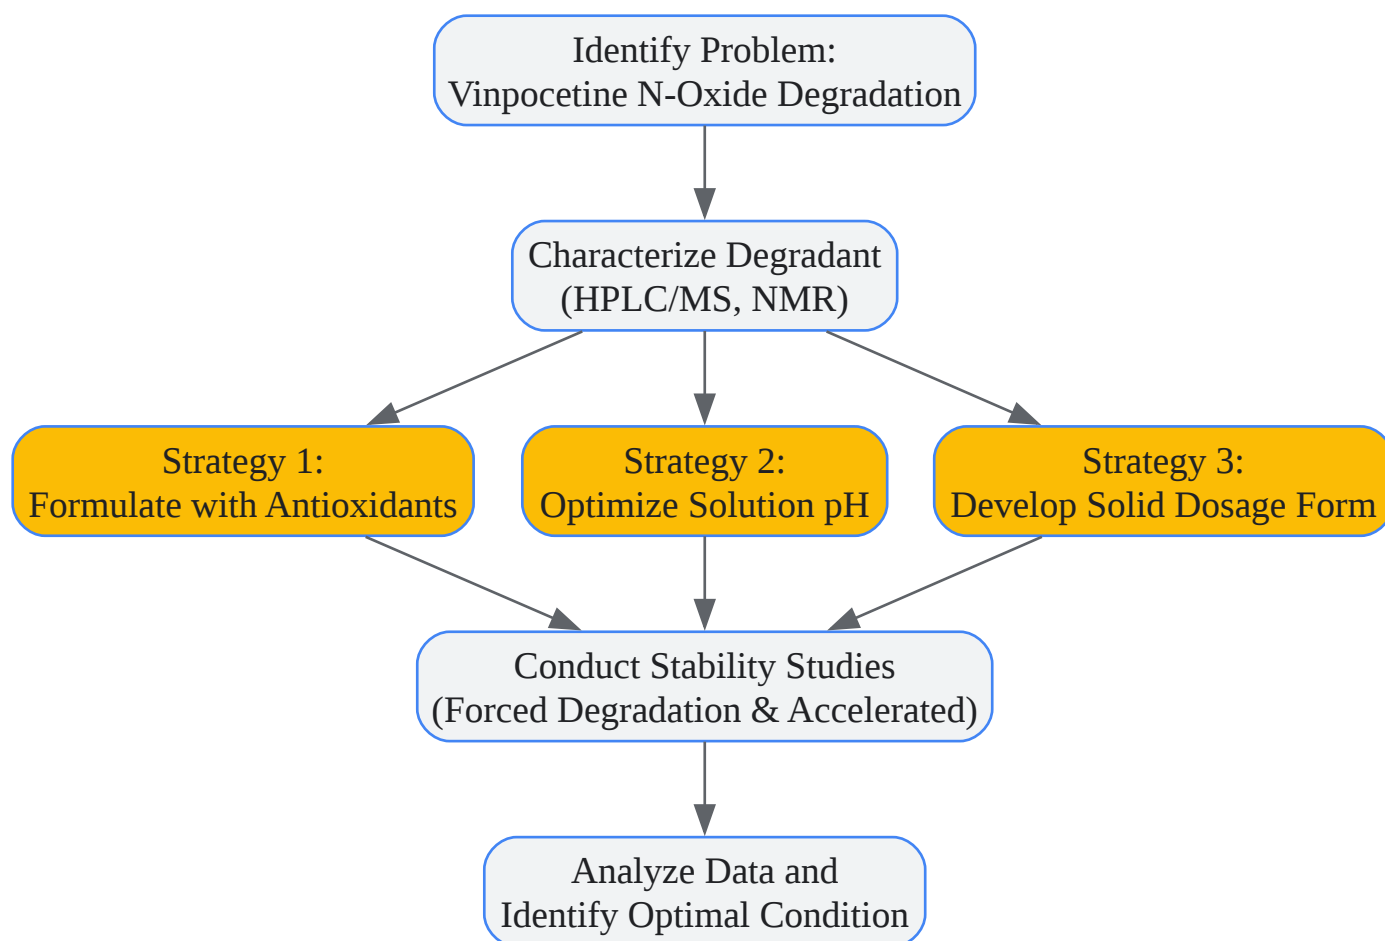 Identify Problem:
Vinpocetine N-Oxide Degradation
Characterize Degradant
(HPLC/MS, NMR)
Strategy 1:
Formulate with Antioxidants
Strategy 2:
Optimize Solution pH
Strategy 3:
Develop Solid Dosage Form
Conduct Stability Studies
(Forced Degradation & Accelerated)
Analyze Data and
Identify Optimal Condition